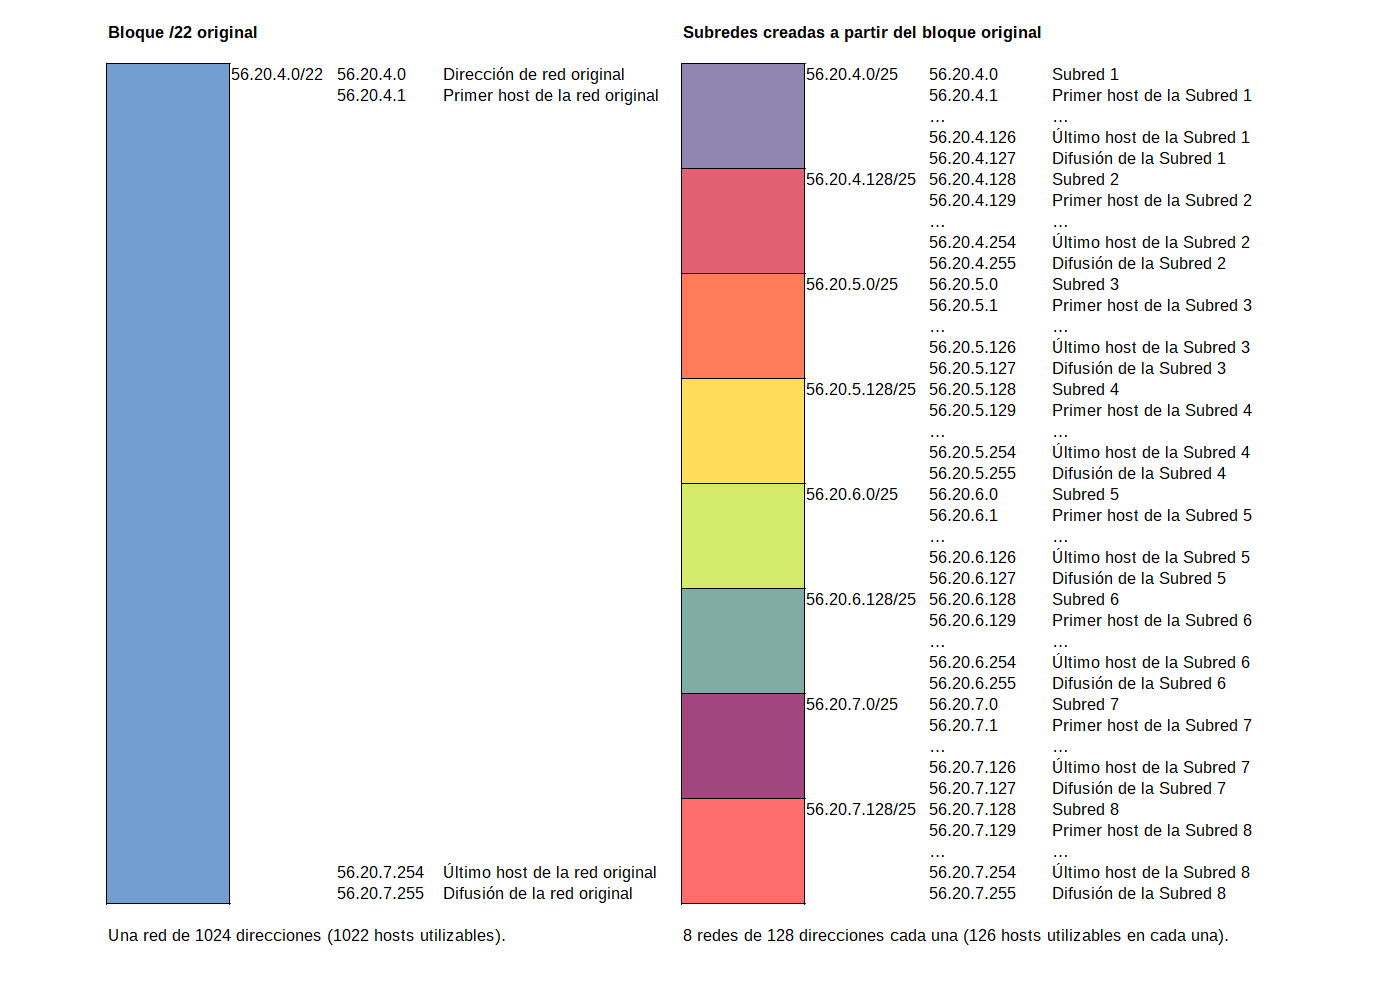 Bloque /22 original
56.20.4.0/22 56.20.4.0 Dirección de red original
56.20.4.1 Primer host de la red original
56.20.7.254 Último host de la red original
56.20.7.255 Difusión de la red original
Una red de 1024 direcciones (1022 hosts utilizables).
Subredes creadas a partir del bloque original
56.20.4.0/25 56.20.4.0 Subred 1
56.20.4.1 Primer host de la Subred 1
... ...
56.20.4.126 Último host de la Subred 1
56.20.4.127 Difusión de la Subred 1
56.20.4.128/25 56.20.4.128 Subred 2
56.20.4.129 Primer host de la Subred 2
... ...
56.20.4.254 Último host de la Subred 2
56.20.4.255 Difusión de la Subred 2
56.20.5.0/25 56.20.5.0 Subred 3
56.20.5.1 Primer host de la Subred 3
... ...
56.20.5.126 Último host de la Subred 3
56.20.5.127 Difusión de la Subred 3
56.20.5.128/25 56.20.5.128 Subred 4
56.20.5.129 Primer host de la Subred 4
... ...
56.20.5.254 Último host de la Subred 4
56.20.5.255 Difusión de la Subred 4
56.20.6.0/25 56.20.6.0 Subred 5
56.20.6.1 Primer host de la Subred 5
... ...
56.20.6.126 Último host de la Subred 5
56.20.6.127 Difusión de la Subred 5
56.20.6.128/25 56.20.6.128 Subred 6
56.20.6.129 Primer host de la Subred 6
... ...
56.20.6.254 Último host de la Subred 6
56.20.6.255 Difusión de la Subred 6
56.20.7.0/25 56.20.7.0 Subred 7
56.20.7.1 Primer host de la Subred 7
... ...
56.20.7.126 Último host de la Subred 7
56.20.7.127 Difusión de la Subred 7
56.20.7.128/25 56.20.7.128 Subred 8
56.20.7.129 Primer host de la Subred 8
... ...
56.20.7.254 Último host de la Subred 8
56.20.7.255 Difusión de la Subred 8
8 redes de 128 direcciones cada una (126 hosts utilizables en cada una).